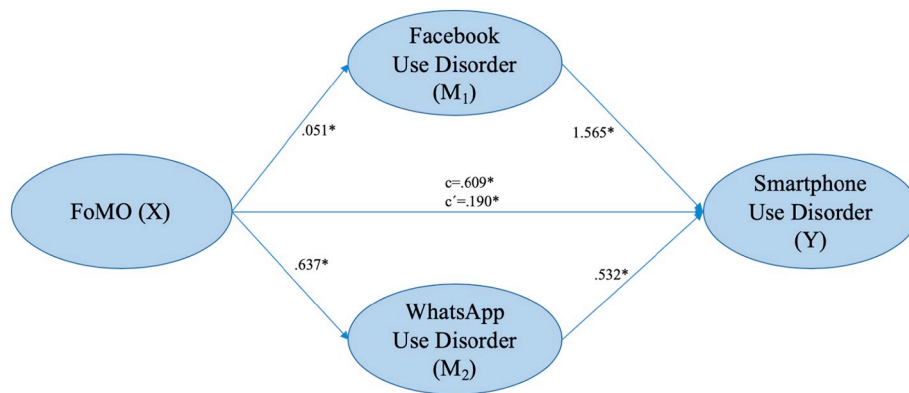 Facebook
Use Disorder
(M₁)
.051*
1.565*
FoMO (X)
c=.609*
c´=.190*
Smartphone
Use Disorder
(Y)
.637*
.532*
WhatsApp
Use Disorder
(M₂)